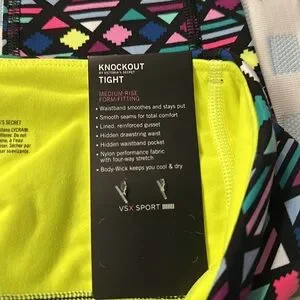 KNOCKOUT
BY VICTORIA'S SECRET
TIGHT
MEDIUM-RISE
FORM-FITTING
• Waistband smoothes and stays put
• Smooth seams for total comfort
• Lined, reinforced gusset
• Hidden drawstring waist
• Hidden waistband pocket
• Nylon performance fabric
with four-way stretch
• Body-Wick keeps you cool & dry
VSX SPORT
'S SECRET